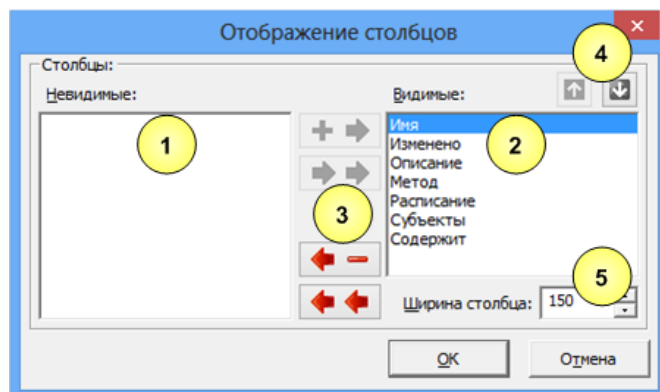 Отображение столбцов
4
Столбцы:
Невидимые:
Видимые:
1
2
Имя
Изменено
Описание
Метод
Расписание
Субъекты
Содержит
3
5
Ширина столбца: 150
OK
Отмена